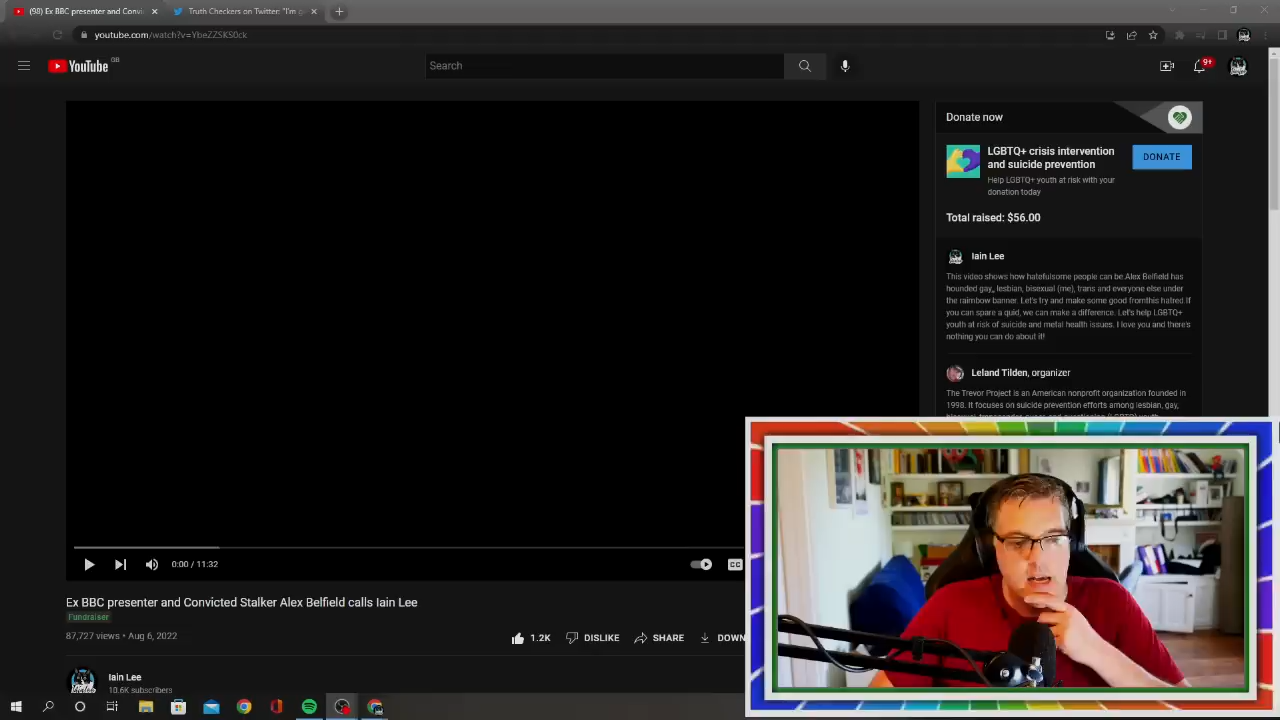 (98) Ex BBC presenter and Convi
Truth Checkers on Twitter: "I'm g
youtube.com/watch?v=YbeZZSKS0ck
YouTube GB
Search
9+
Donate now
LGBTQ+ crisis intervention
and suicide prevention
DONATE
Help LGBTQ+ youth at risk with your
donation today
Total raised: $56.00
Iain Lee
This video shows how hatefulsome people can be.Alex Belfield has
hounded gay,, lesbian, bisexual (me), trans and everyone else under
the raimbow banner. Let's try and make some good fromthis hatred If
you can spare a quid, we can make a difference. Let's help LGBTQ+
youth at risk of suicide and metal health issues. I love you and there's
nothing you can do about it!
Leland Tilden, organizer
The Trevor Project is an American nonprofit organization founded in
1998. It focuses on suicide prevention efforts among lesbian, gay,
0:00 / 11:32
CC
Ex BBC presenter and Convicted Stalker Alex Belfield calls Iain Lee
Fundraiser
87,727 views • Aug 6, 2022
1.2K
DISLIKE
SHARE
DOWN
Iain Lee
10.6K subscribers